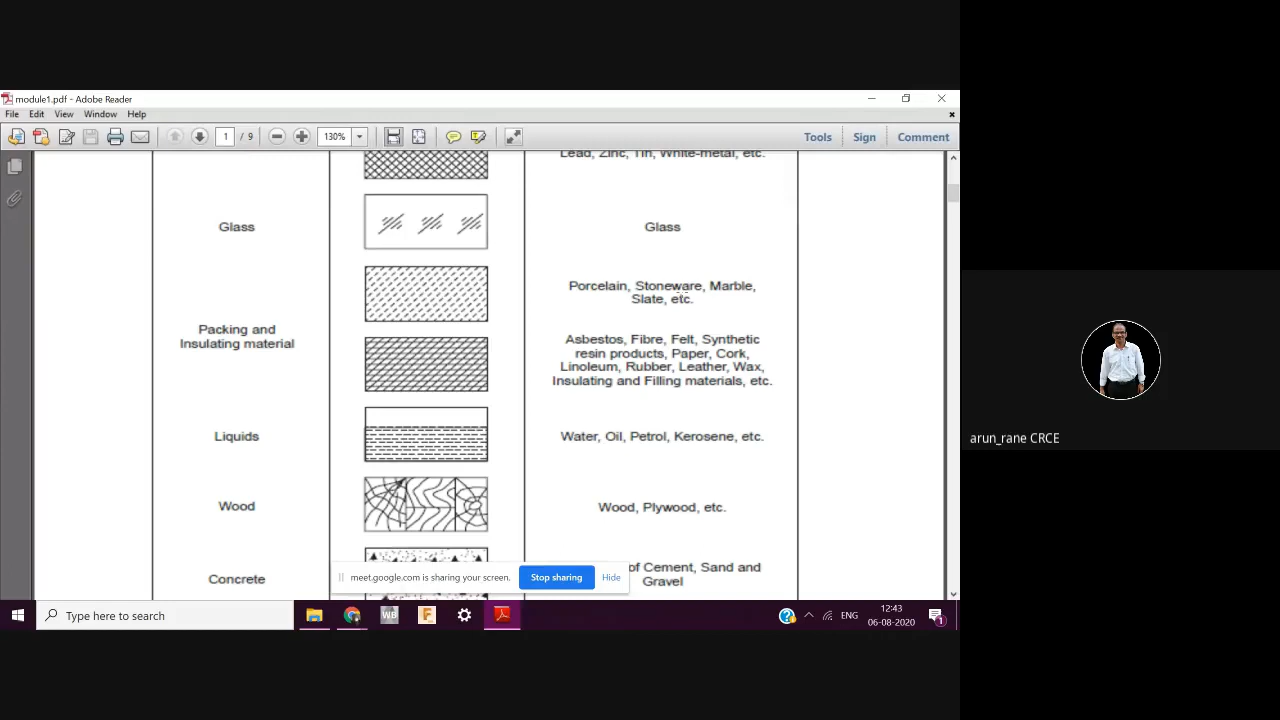 module1.pdf - Adobe Reader
File Edit View Window Help
1 / 9 130% Tools Sign Comment
Lead, Zinc, Tin, White-metal, etc.
Glass Glass
Porcelain, Stoneware, Marble,
Slate, etc.
Packing and
Insulating material
Asbestos, Fibre, Felt, Synthetic
resin products, Paper, Cork,
Linoleum, Rubber, Leather, Wax,
Insulating and Filling materials, etc.
Liquids Water, Oil, Petrol, Kerosene, etc.
Wood Wood, Plywood, etc.
Concrete
of Cement, Sand and
Gravel
meet.google.com is sharing your screen. Stop sharing Hide
Type here to search
WB
F
ENG
12:43
06-08-2020
1
arun_rane CRCE